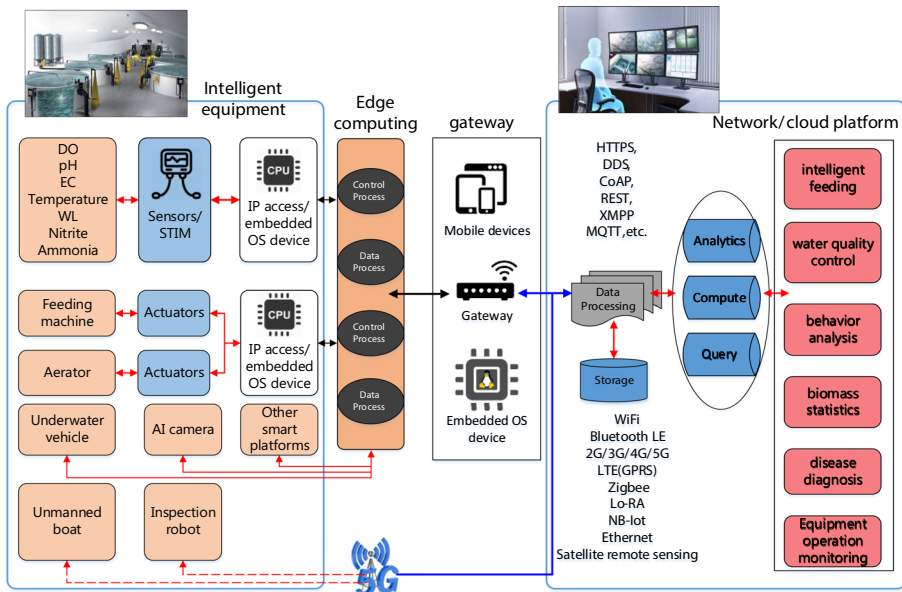 Intelligent
equipment
DO
pH
EC
Temperature
WL
Nitrite
Ammonia
Sensors/
STIM
CPU
IP access/
embedded
OS device
Feeding
machine
Actuators
Aerator
Actuators
CPU
IP access/
embedded
OS device
Underwater
vehicle
AI camera
Other
smart
platforms
Unmanned
boat
Inspection
robot
5G
Edge
computing
Control
Process
Data
Process
Control
Process
Data
Process
gateway
Mobile devices
Gateway
Embedded OS
device
Network/cloud platform
HTTPS,
DDS,
CoAP,
REST,
XMPP
MQTT,etc.
Data
Processing
Storage
WiFi
Bluetooth LE
2G/3G/4G/5G
LTE(GPRS)
Zigbee
Lo-RA
NB-Iot
Ethernet
Satellite remote sensing
Analytics
Compute
Query
intelligent
feeding
water quality
control
behavior
analysis
biomass
statistics
disease
diagnosis
Equipment
operation
monitoring